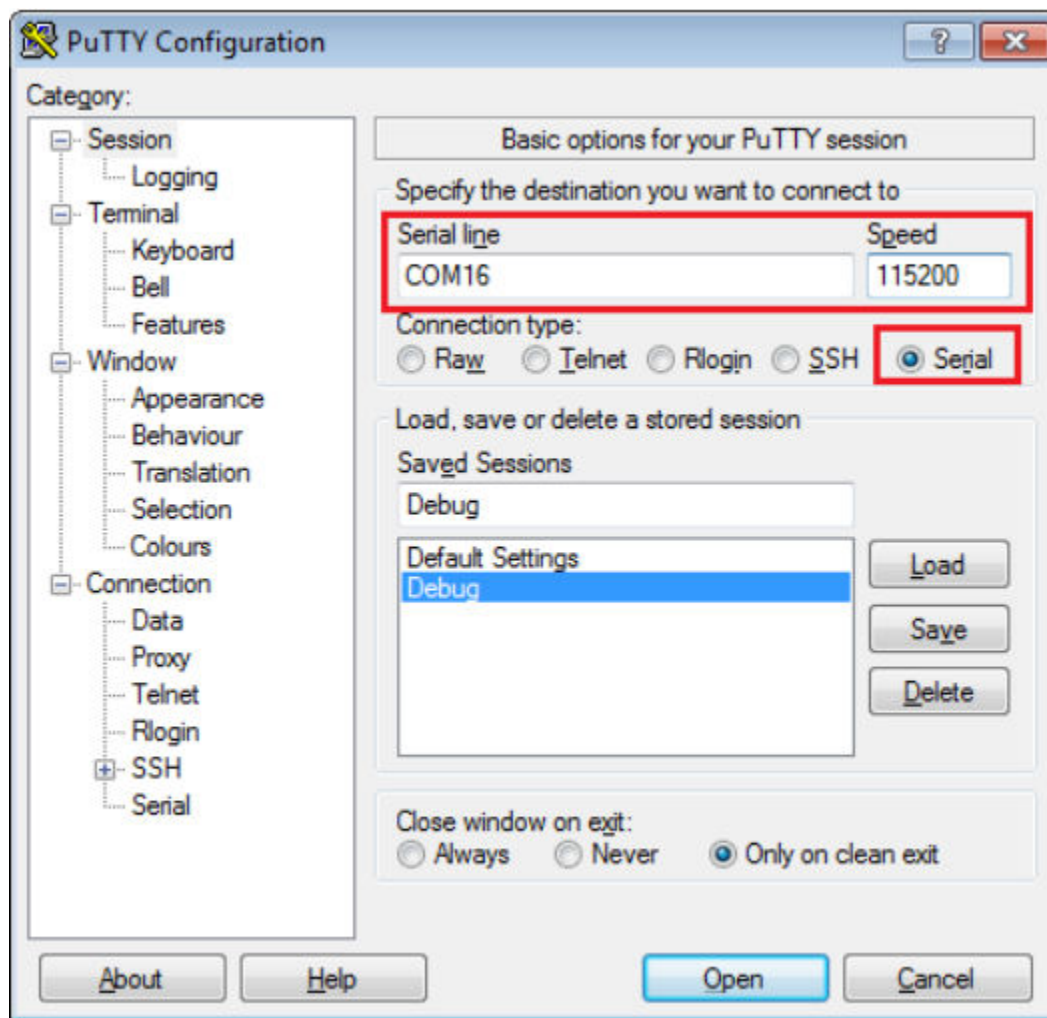 PuTTY Configuration
Category:
Session
Logging
Terminal
Keyboard
Bell
Features
Window
Appearance
Behaviour
Translation
Selection
Colours
Connection
Data
Proxy
Telnet
Rlogin
SSH
Serial
Basic options for your PuTTY session
Specify the destination you want to connect to
Serial line Speed
COM16 115200
Connection type:
Raw Telnet Rlogin SSH Serial
Load, save or delete a stored session
Saved Sessions
Debug
Default Settings
Debug
Load
Save
Delete
Close window on exit:
Always Never Only on clean exit
About Help Open Cancel